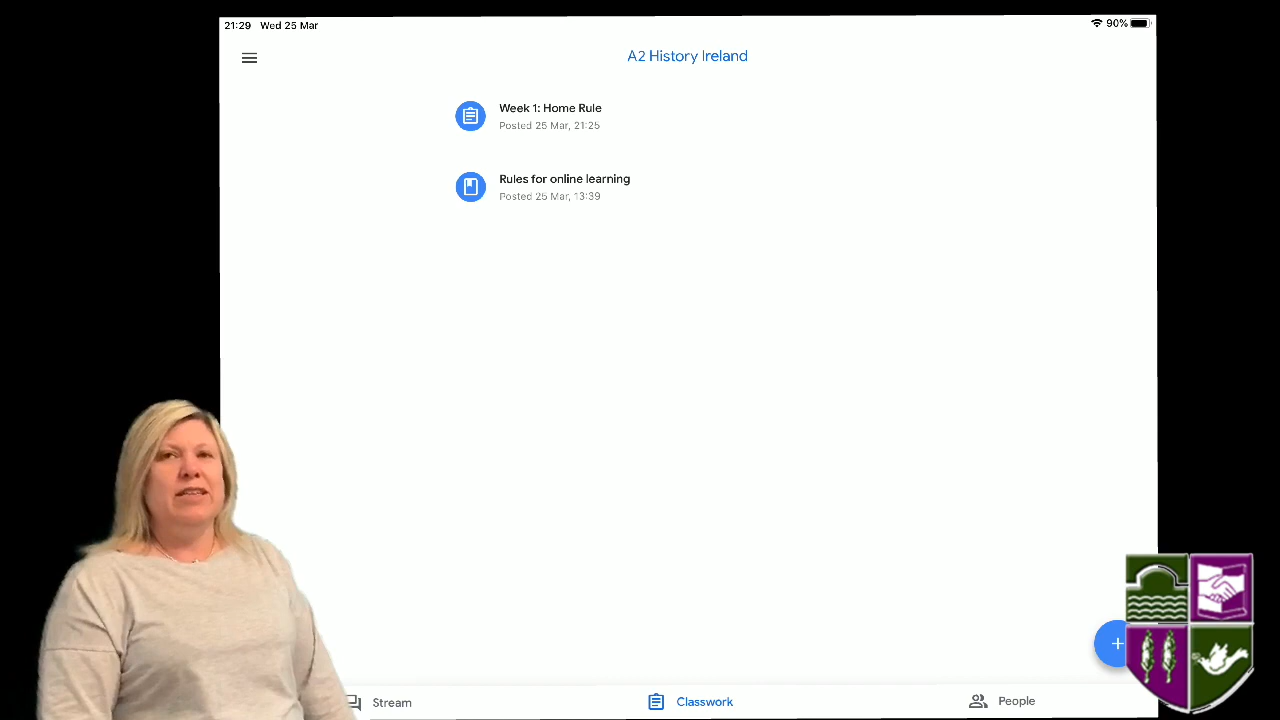 21:29 Wed 25 Mar
90%
A2 History Ireland
Week 1: Home Rule
Posted 25 Mar, 21:25
Rules for online learning
Posted 25 Mar, 13:39
Stream
Classwork
People